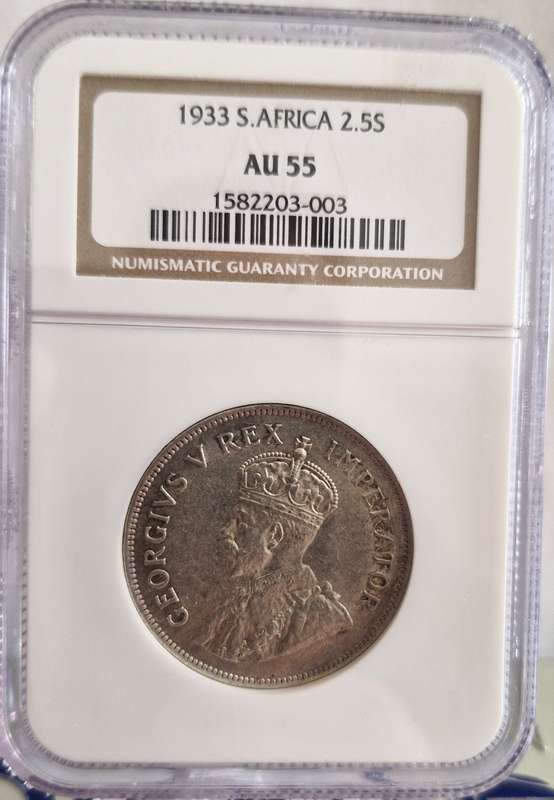 1933 S.AFRICA 2.5S
AU 55
1582203-003
NUMISMATIC GUARANTY CORPORATION
GEORGIVS V REX IMPERATOR